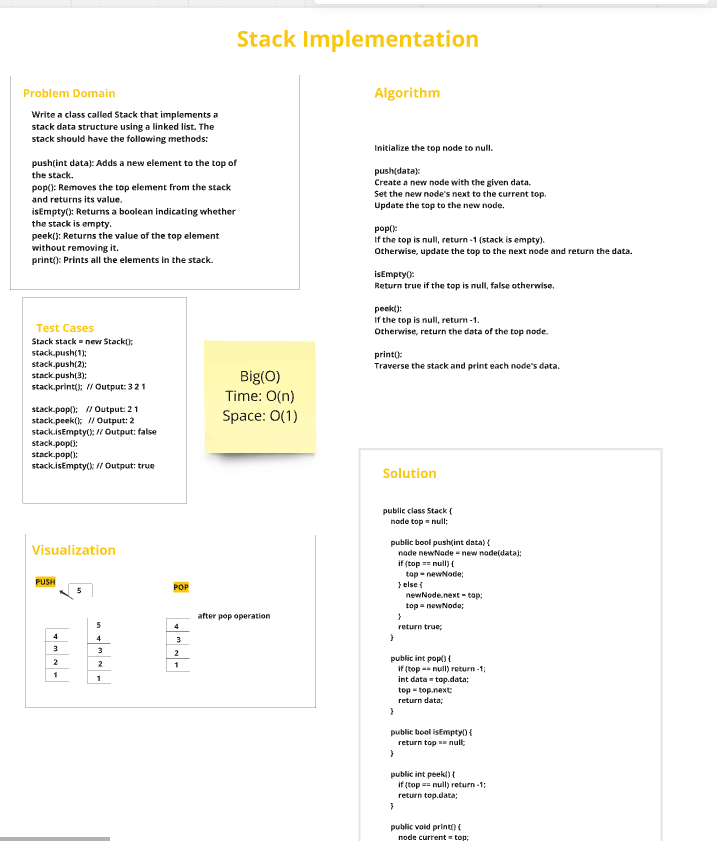 Stack Implementation
Problem Domain
Write a class called Stack that implements a
stack data structure using a linked list. The
stack should have the following methods:
push(int data): Adds a new element to the top of
the stack.
pop(): Removes the top element from the stack
and returns its value.
isEmpty(): Returns a boolean indicating whether
the stack is empty.
peek(): Returns the value of the top element
without removing it.
print(): Prints all the elements in the stack.
Test Cases
Stack stack = new Stack();
stack.push(1);
stack.push(2);
stack.push(3);
stack.print();  // Output: 3 2 1
stack.pop();    // Output: 2 1
stack.peek();   // Output: 2
stack.isEmpty(); // Output: false
stack.pop();
stack.pop();
stack.isEmpty(); // Output: true
Big(O)
Time: O(n)
Space: O(1)
Visualization
PUSH
5
POP
after pop operation
4
3
2
1
5
4
3
2
1
4
3
2
1
Algorithm
Initialize the top node to null.
push(data):
Create a new node with the given data.
Set the new node's next to the current top.
Update the top to the new node.
pop():
If the top is null, return -1 (stack is empty).
Otherwise, update the top to the next node and return the data.
isEmpty():
Return true if the top is null, false otherwise.
peek():
If the top is null, return -1.
Otherwise, return the data of the top node.
print():
Traverse the stack and print each node's data.
Solution
public class Stack {
node top = null;
public bool push(int data) {
node newNode = new node(data);
if (top == null) {
top = newNode;
} else {
newNode.next = top;
top = newNode;
}
return true;
}
public int pop() {
if (top == null) return -1;
int data = top.data;
top = top.next;
return data;
}
public bool isEmpty() {
return top == null;
}
public int peek() {
if (top == null) return -1;
return top.data;
}
public void print() {
node current = top;